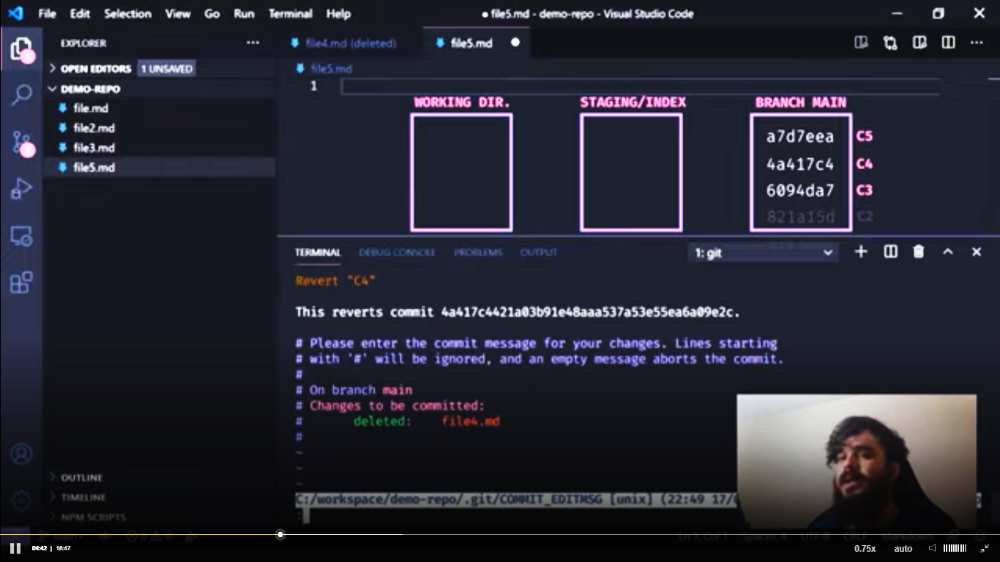 File Edit Selection View Go Run Terminal Help
● file5.md - demo-repo - Visual Studio Code
EXPLORER
file4.md (deleted)
file5.md
OPEN EDITORS 1 UNSAVED
file5.md
DEMO-REPO
1
file.md
file2.md
file3.md
file5.md
WORKING DIR. STAGING/INDEX BRANCH MAIN
a7d7eea C5
4a417c4 C4
6094da7 C3
821a15d C2
TERMINAL DEBUG CONSOLE PROBLEMS OUTPUT
1: git
Revert "C4"
This reverts commit 4a417c4421a03b91e48aaa537a53e55ea6a09e2c.
# Please enter the commit message for your changes. Lines starting
# with '#' will be ignored, and an empty message aborts the commit.
#
# On branch main
# Changes to be committed:
# deleted: file4.md
#
~
~
~
C:/workspace/demo-repo/.git/COMMIT_EDITMSG [unix] (22:49 17/
:
OUTLINE
TIMELINE
NPM SCRIPTS
Ln 1, Col 1 Spaces: 4 UTF-8 CRLF Markdown
04:42 | 16:47
0.75x auto